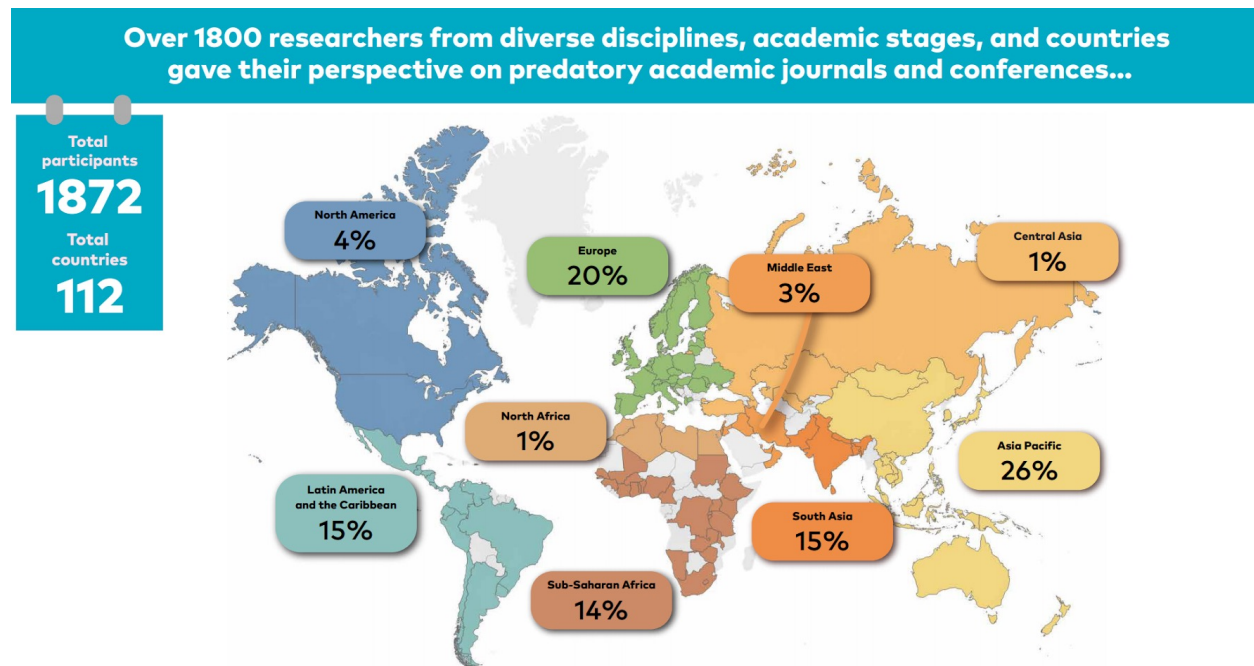 Over 1800 researchers from diverse disciplines, academic stages, and countries
gave their perspective on predatory academic journals and conferences...
Total
participants
1872
Total
countries
112
North America
4%
Europe
20%
Middle East
3%
Central Asia
1%
North Africa
1%
Asia Pacific
26%
Latin America
and the Caribbean
15%
South Asia
15%
Sub-Saharan Africa
14%